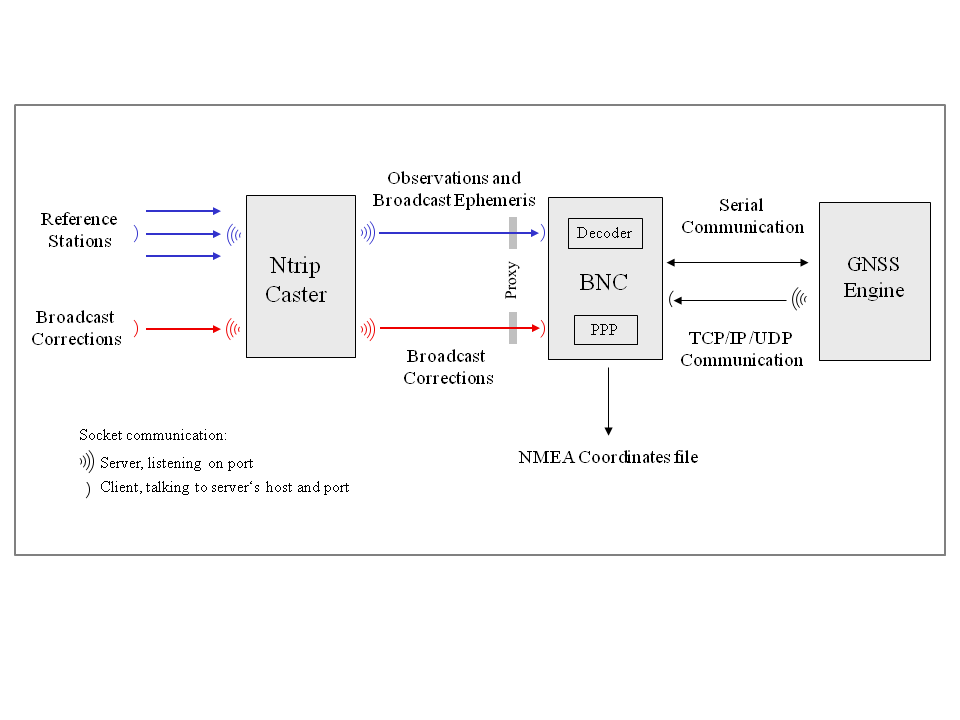 Reference
Stations
Broadcast
Corrections
Ntrip
Caster
Observations and
Broadcast Ephemeris
Proxy
Broadcast
Corrections
Decoder
BNC
PPP
Serial
Communication
TCP/IP/UDP
Communication
GNSS
Engine
NMEA Coordinates file
Socket communication:
Server, listening on port
Client, talking to server‘s host and port